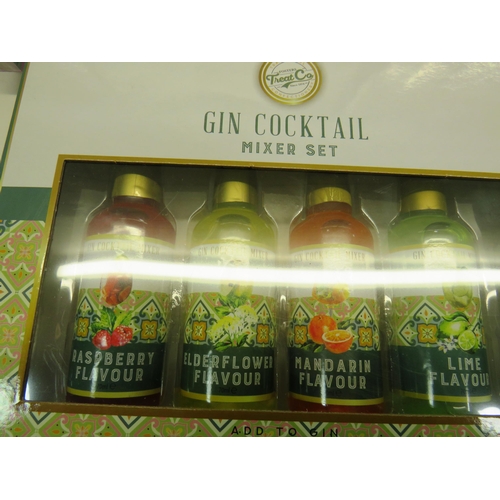 Treat Co
GIN COCKTAIL
MIXER SET
RASPBERRY
FLAVOUR
ELDERFLOWER
FLAVOUR
MANDARIN
FLAVOUR
LIME
FLAVOUR
ADD TO GIN